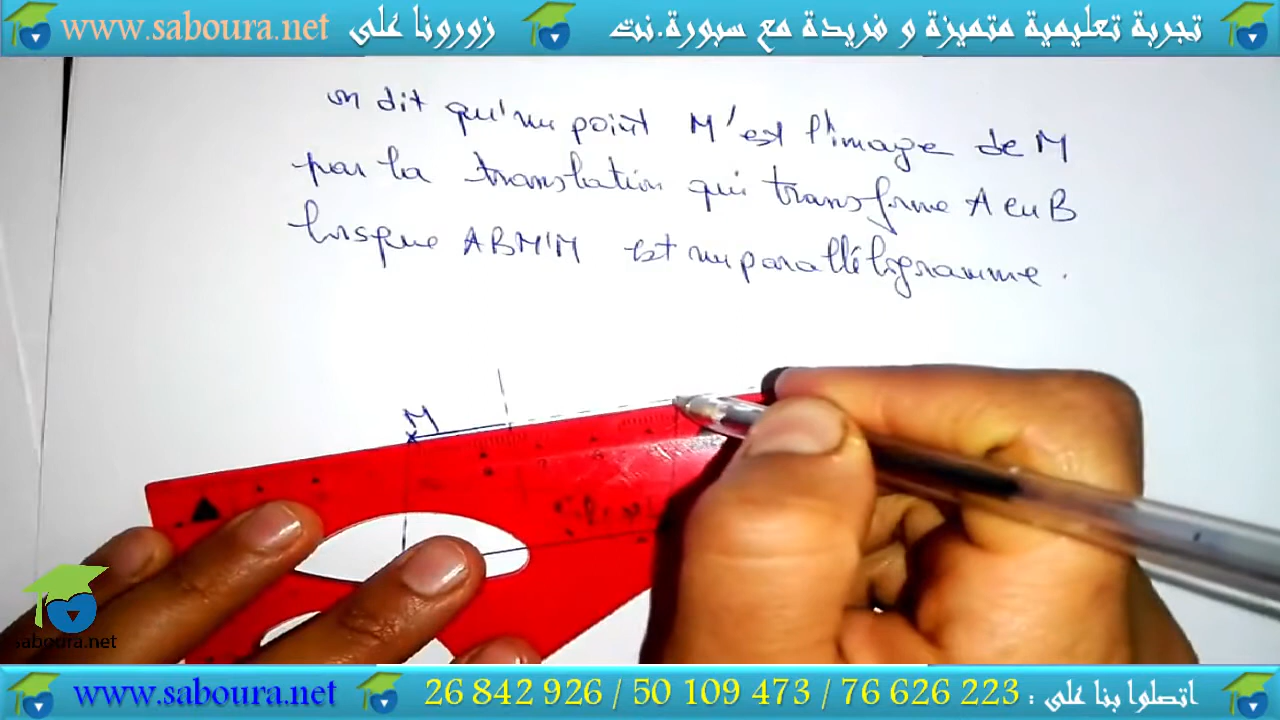 www.saboura.net تجربة تعليمية متميزة و فريدة مع سبورة.نت زورونا على
on dit qu'un point M' est l'image de M
par la translation qui transforme A en B
lorsque ABM'M est un parallélogramme.
M
saboura.net
www.saboura.net 26 842 926 / 50 109 473 / 76 626 223 اتصلوا بنا على :